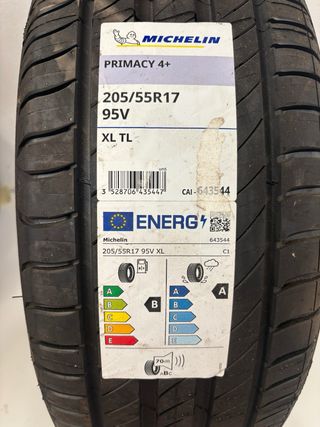 MICHELIN
PRIMACY 4+
205/55R17
95V
XL TL
3 528706 435447
CAI - 643544
ENERG
Michelin 643544
205/55R17 95V XL C1
A A
B B B A
C C
D D
E E
70dB
ABC